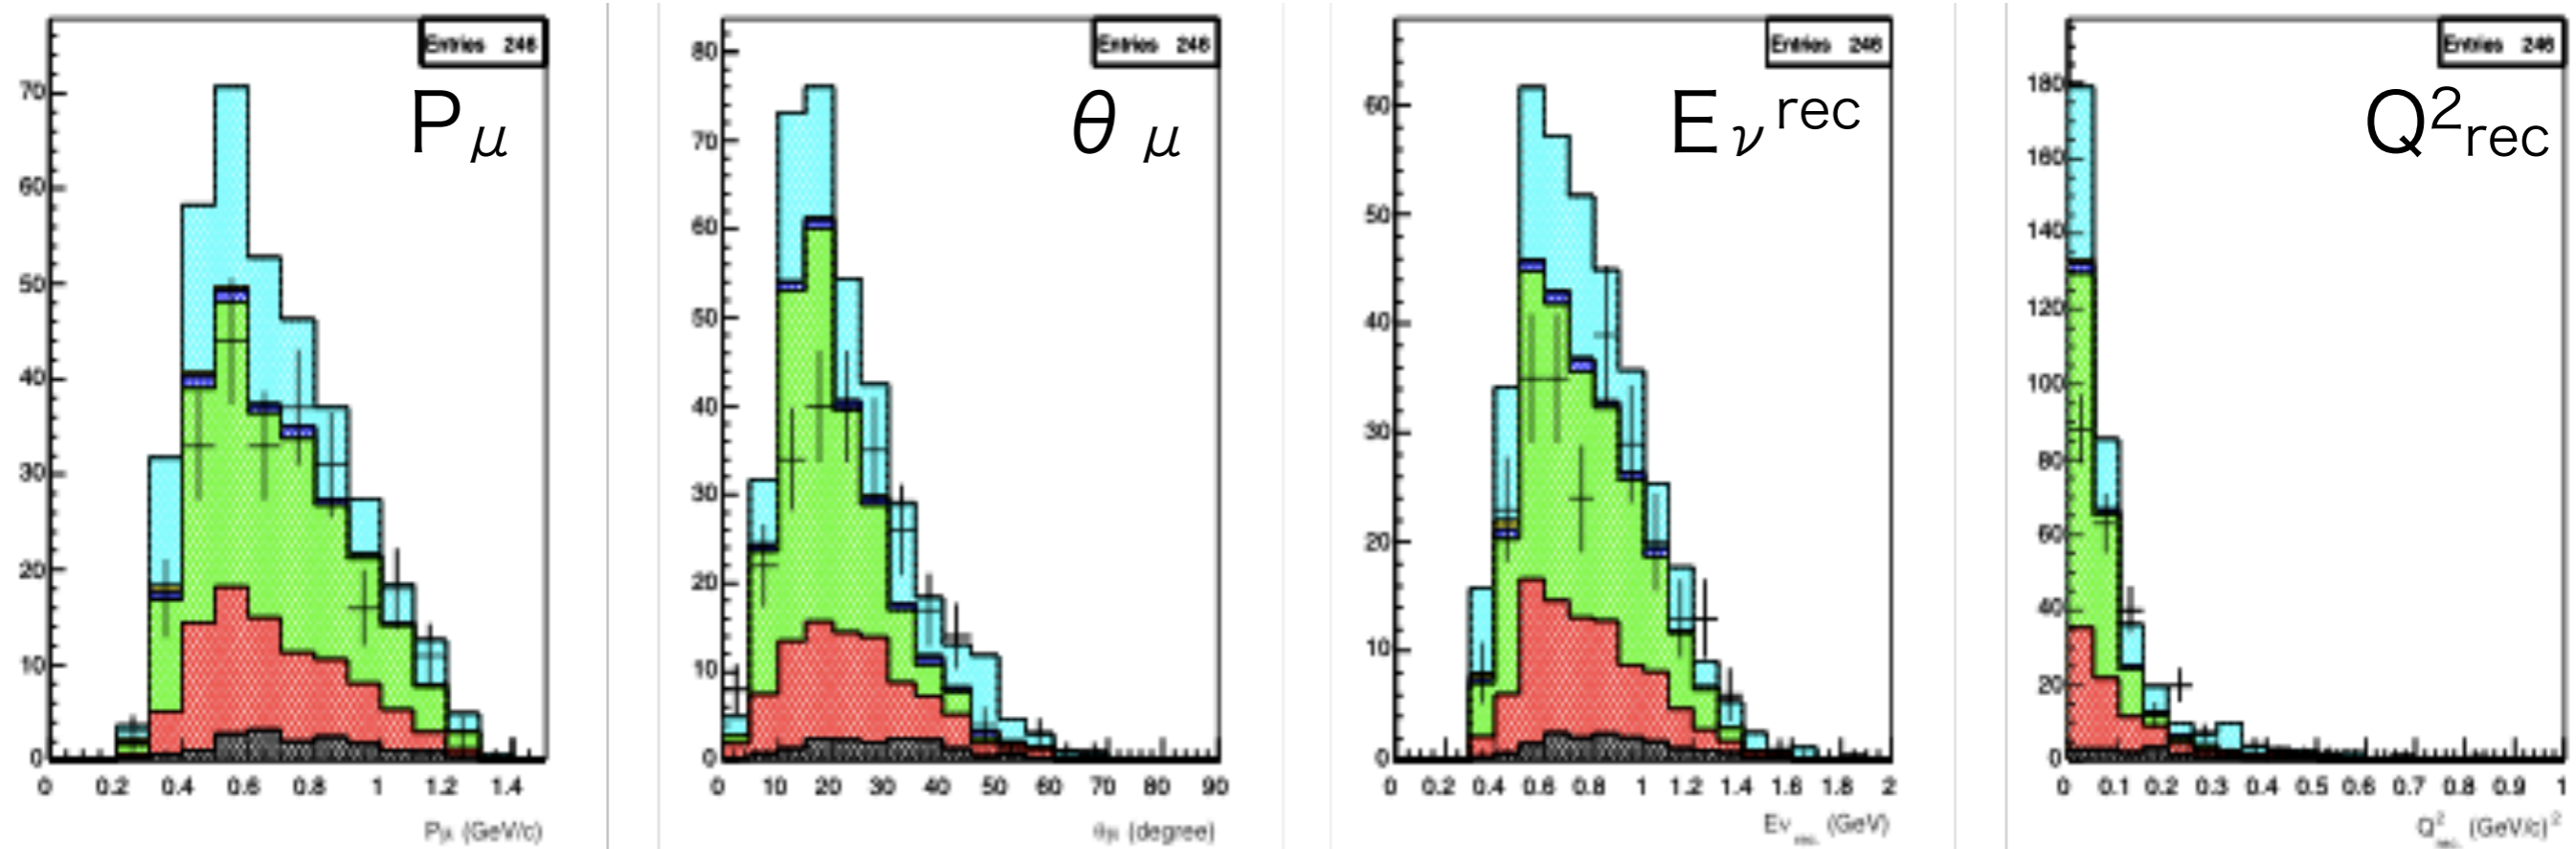 Entries 246
P μ
70
60
50
40
30
20
10
0
0 0.2 0.4 0.6 0.8 1 1.2 1.4
Pμ (GeV/c)
Entries 246
θ μ
80
70
60
50
40
30
20
10
0
0 10 20 30 40 50 60 70 80 90
θμ (degree)
Entries 246
E ν rec
60
50
40
30
20
10
0
0 0.2 0.4 0.6 0.8 1 1.2 1.4 1.6 1.8 2
Eν rec. (GeV)
Entries 246
Q2 rec
180
160
140
120
100
80
60
40
20
0
0 0.1 0.2 0.3 0.4 0.5 0.6 0.7 0.8 0.9 1
Q2 rec. (GeV/c)2